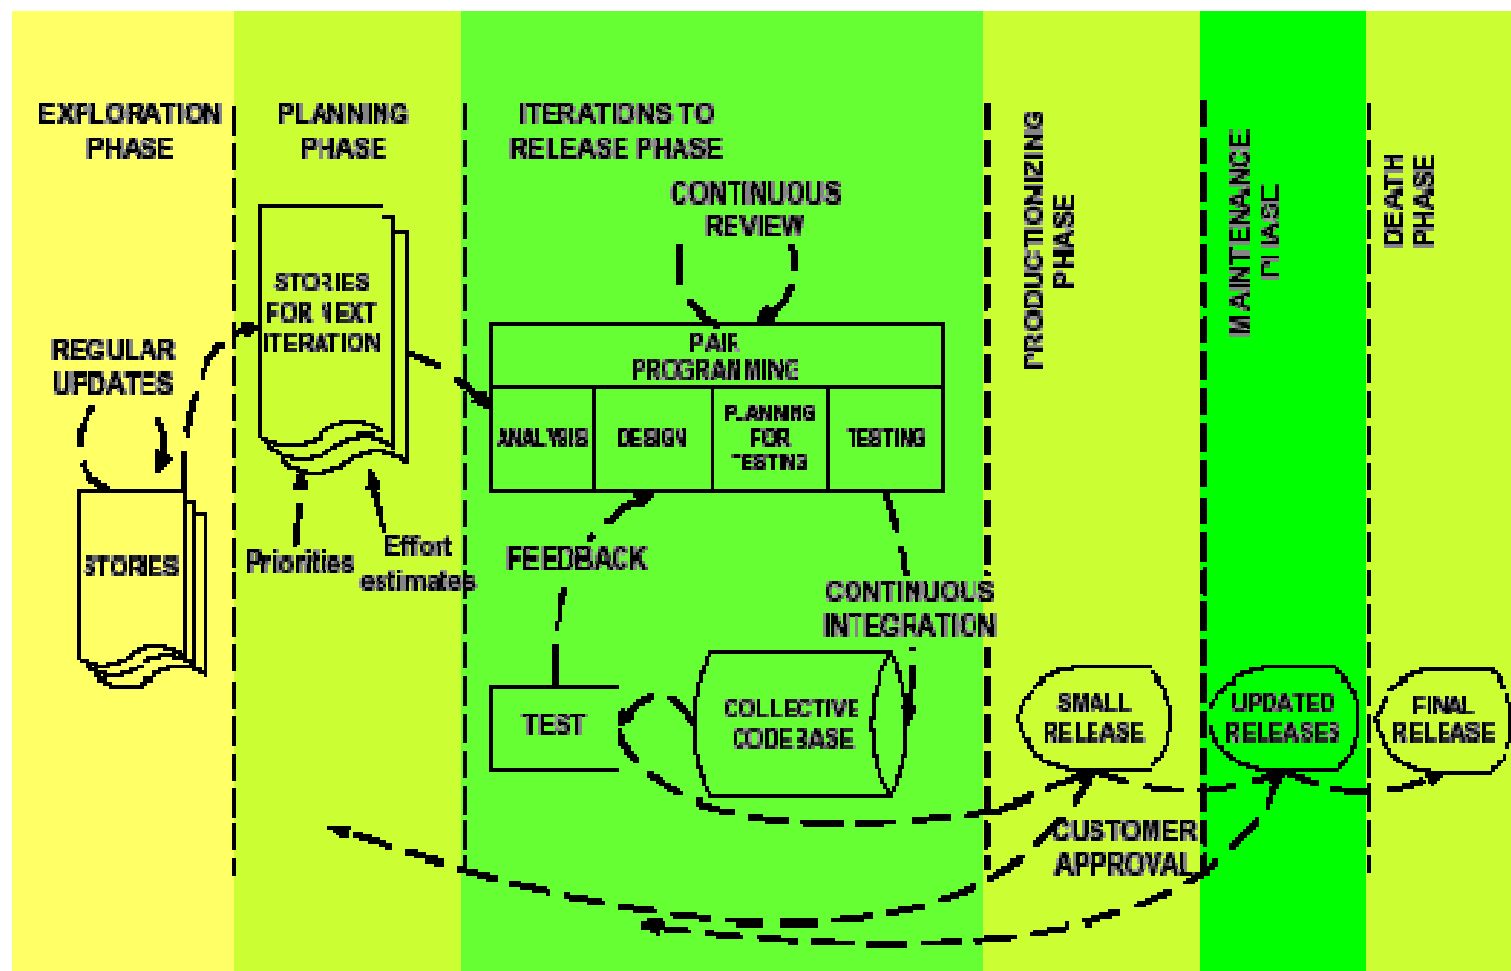 EXPLORATION
PHASE
PLANNING
PHASE
ITERATIONS TO
RELEASE PHASE
PRODUCTIONIZING
PHASE
MAINTENANCE
PHASE
DEATH
PHASE
CONTINUOUS
REVIEW
STORIES
FOR NEXT
ITERATION
REGULAR
UPDATES
PAIR
PROGRAMMING
ANALYSIS
DESIGN
PLANNING
FOR
TESTING
TESTING
STORIES
Priorities
Effort
estimates
FEEDBACK
CONTINUOUS
INTEGRATION
TEST
COLLECTIVE
CODEBASE
SMALL
RELEASE
UPDATED
RELEASES
FINAL
RELEASE
CUSTOMER
APPROVAL